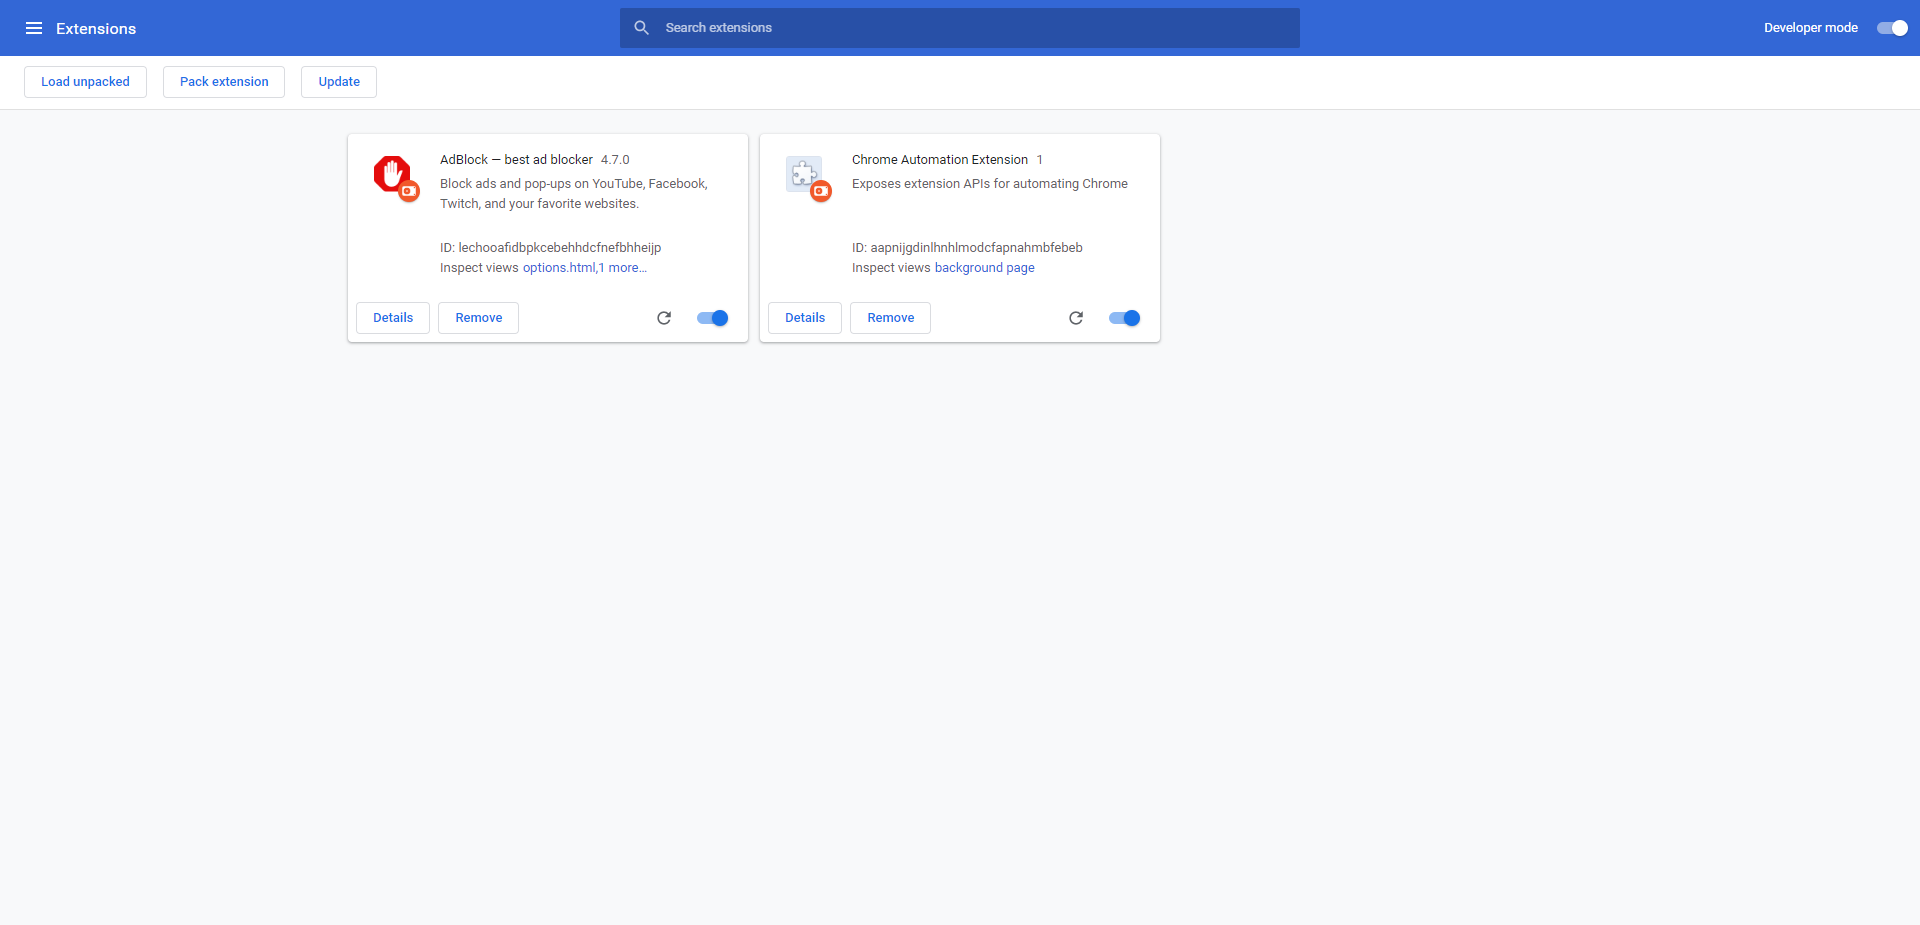 Extensions
Search extensions
Developer mode
Load unpacked
Pack extension
Update
AdBlock — best ad blocker 4.7.0
Block ads and pop-ups on YouTube, Facebook,
Twitch, and your favorite websites.
ID: lechooafidbpkcebehhdcfnefbhheijp
Inspect views options.html,1 more...
Details
Remove
Chrome Automation Extension 1
Exposes extension APIs for automating Chrome
ID: aapnijgdinlhnhlmodcfapnahmbfebeb
Inspect views background page
Details
Remove